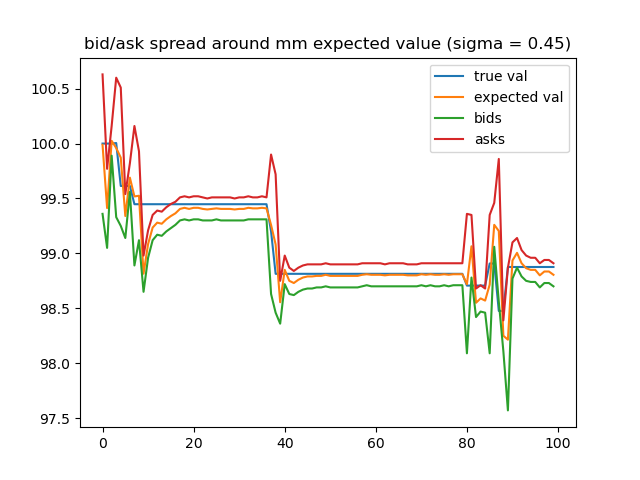 bid/ask spread around mm expected value (sigma = 0.45)
true val
expected val
bids
asks
100.5
100.0
99.5
99.0
98.5
98.0
97.5
0 20 40 60 80 100